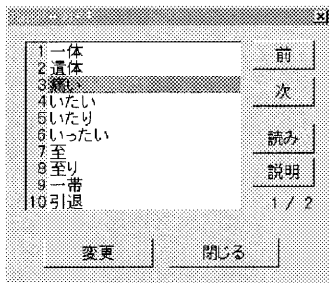 1 一体
2 遺体
3 痛い
4 いたい
5 いたり
6 いったい
7 至
8 至り
9 一帯
10 引退
前
次
読み
説明
1 / 2
変更
閉じる